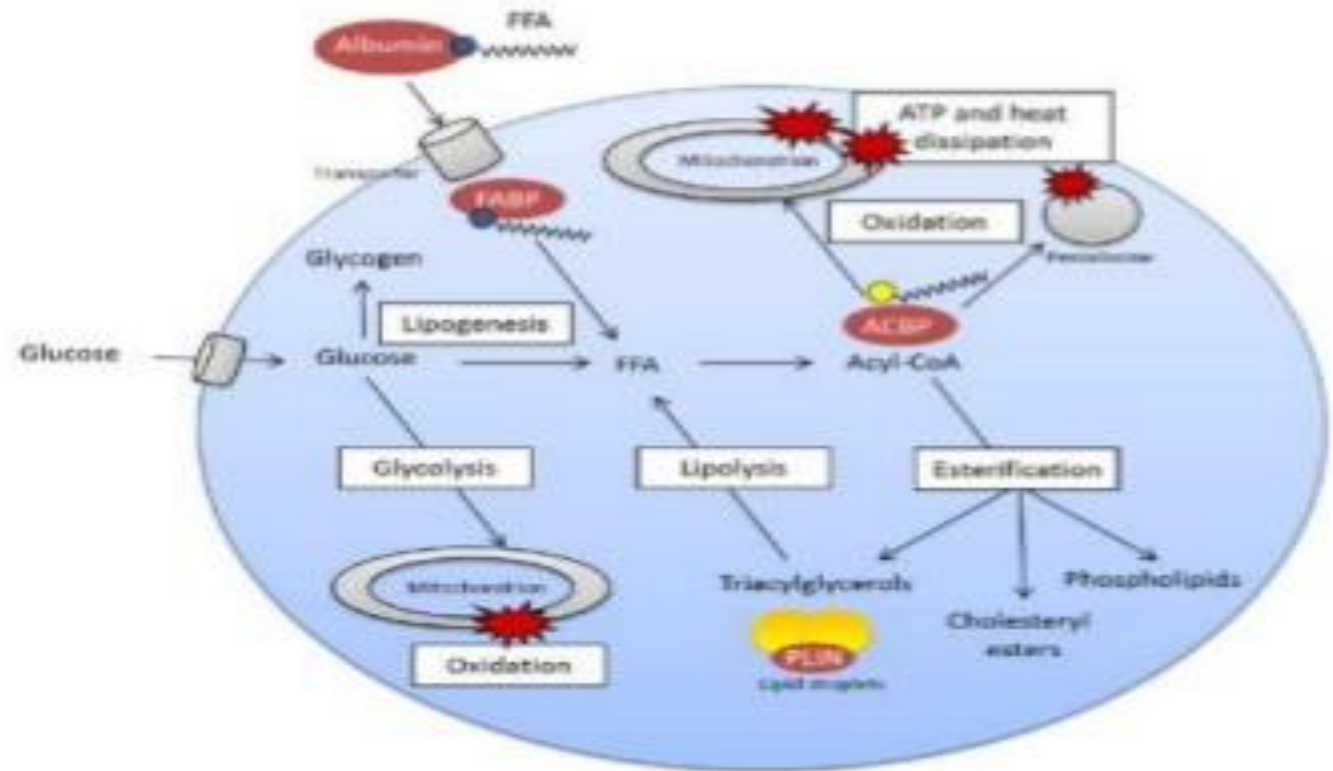 FFA
Albumin
ATP and heat
dissipation
Mitochondrion
Transporter
FABP
Oxidation
Peroxisome
Glycogen
ACBP
Lipogenesis
Glucose
Glucose
FFA
Acyl-CoA
Glycolysis
Lipolysis
Esterification
Mitochondrion
Triacylglycerols
Phospholipids
Cholesteryl
esters
PLIN
Oxidation
Lipid droplets